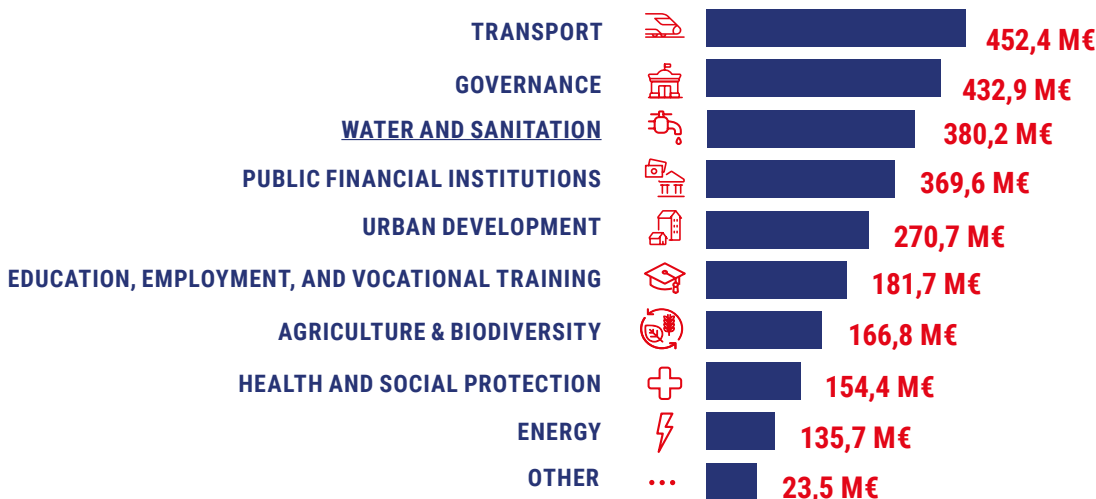 TRANSPORT 452,4 M€
GOVERNANCE 432,9 M€
WATER AND SANITATION 380,2 M€
PUBLIC FINANCIAL INSTITUTIONS 369,6 M€
URBAN DEVELOPMENT 270,7 M€
EDUCATION, EMPLOYMENT, AND VOCATIONAL TRAINING 181,7 M€
AGRICULTURE & BIODIVERSITY 166,8 M€
HEALTH AND SOCIAL PROTECTION 154,4 M€
ENERGY 135,7 M€
OTHER ... 23,5 M€